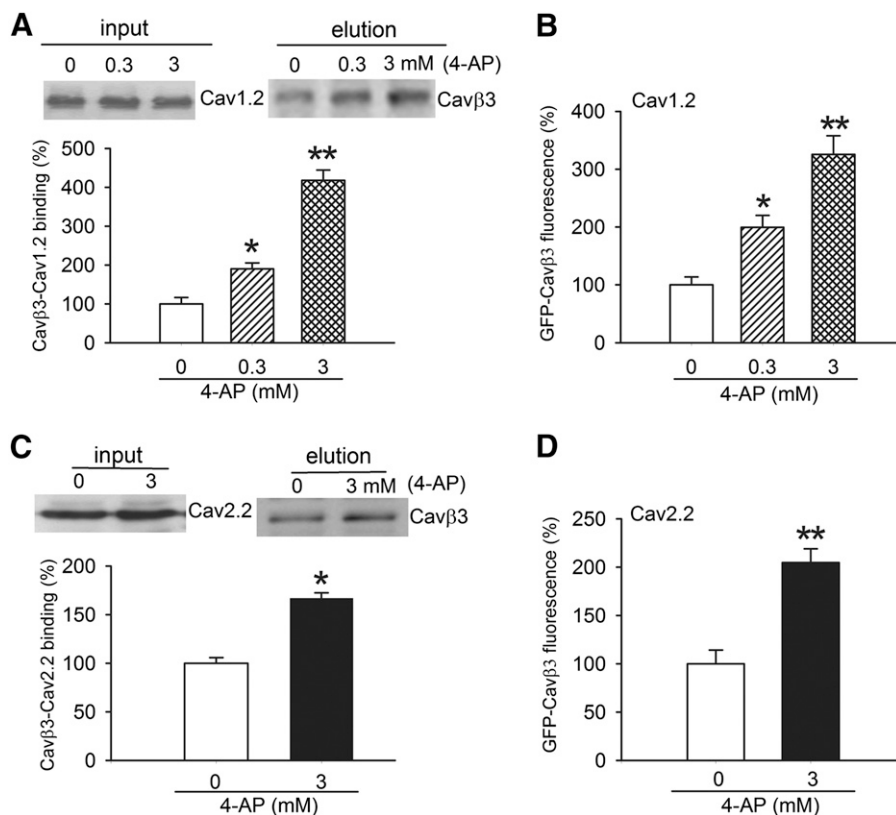 A
input
elution
0 0.3 3
0 0.3 3 mM (4-AP)
Cav1.2
Cavβ3
Cavβ3-Cav1.2 binding (%)
500
400
300
200
100
0
*
**
0 0.3 3
4-AP (mM)
B
Cav1.2
GFP-Cavβ3 fluorescence (%)
400
300
200
100
0
*
**
0 0.3 3
4-AP (mM)
C
input
elution
0 3
0 3 mM (4-AP)
Cav2.2
Cavβ3
Cavβ3-Cav2.2 binding (%)
200
150
100
50
0
*
0 3
4-AP (mM)
D
Cav2.2
GFP-Cavβ3 fluorescence (%)
250
200
150
100
50
0
**
0 3
4-AP (mM)